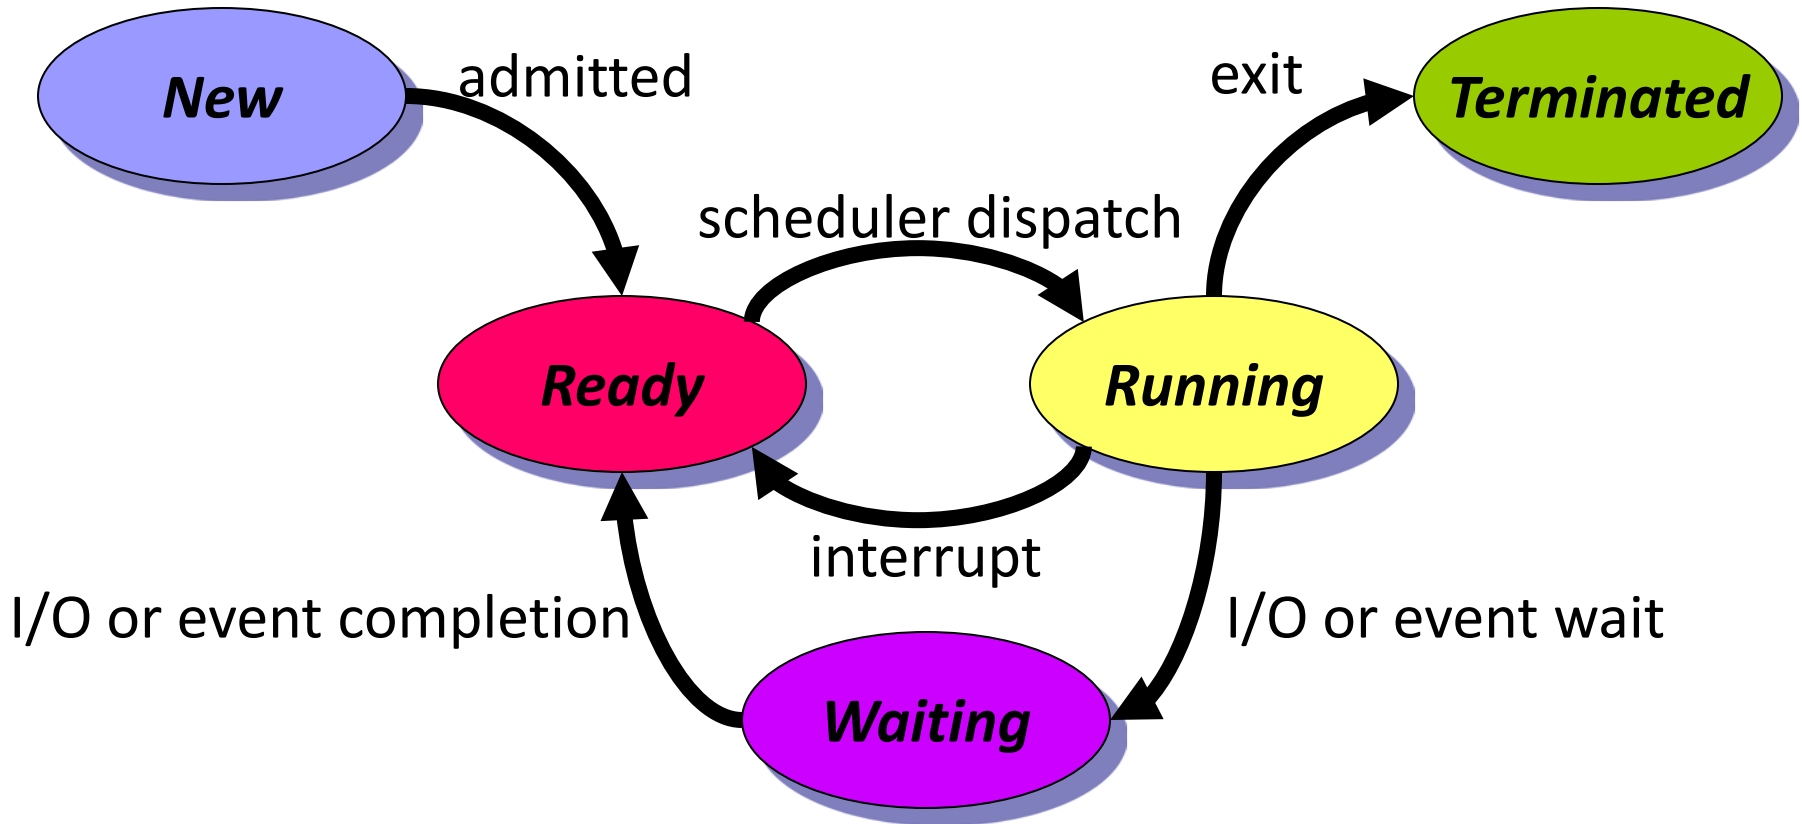 New
admitted
exit
Terminated
scheduler dispatch
Ready
Running
interrupt
I/O or event completion
I/O or event wait
Waiting